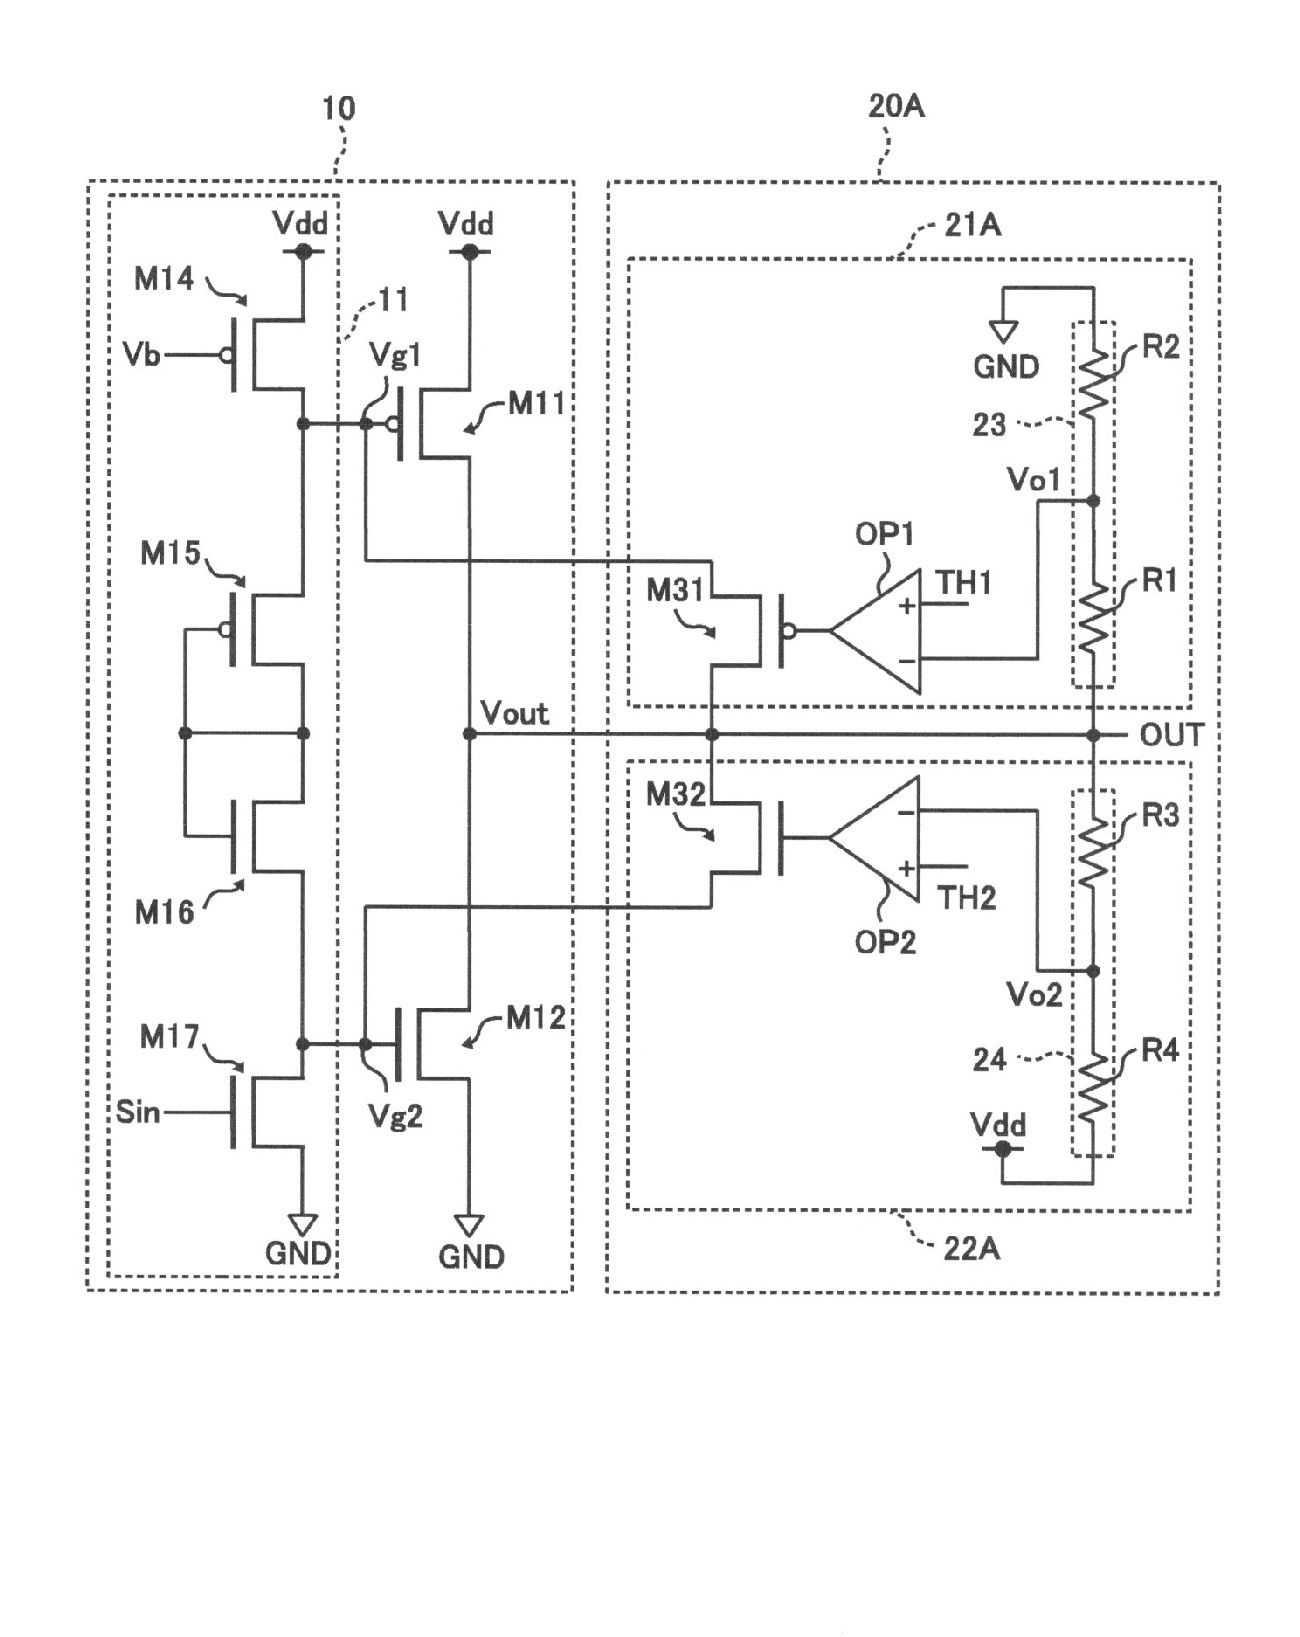 10
20A
21A
Vdd
Vdd
M14
11
Vb
Vg1
M11
GND
R2
23
Vo1
OP1
TH1
+
−
M15
M31
R1
Vout
OUT
M32
−
+
TH2
OP2
R3
M16
Vo2
M17
M12
24
R4
Sin
Vg2
Vdd
GND
GND
22A